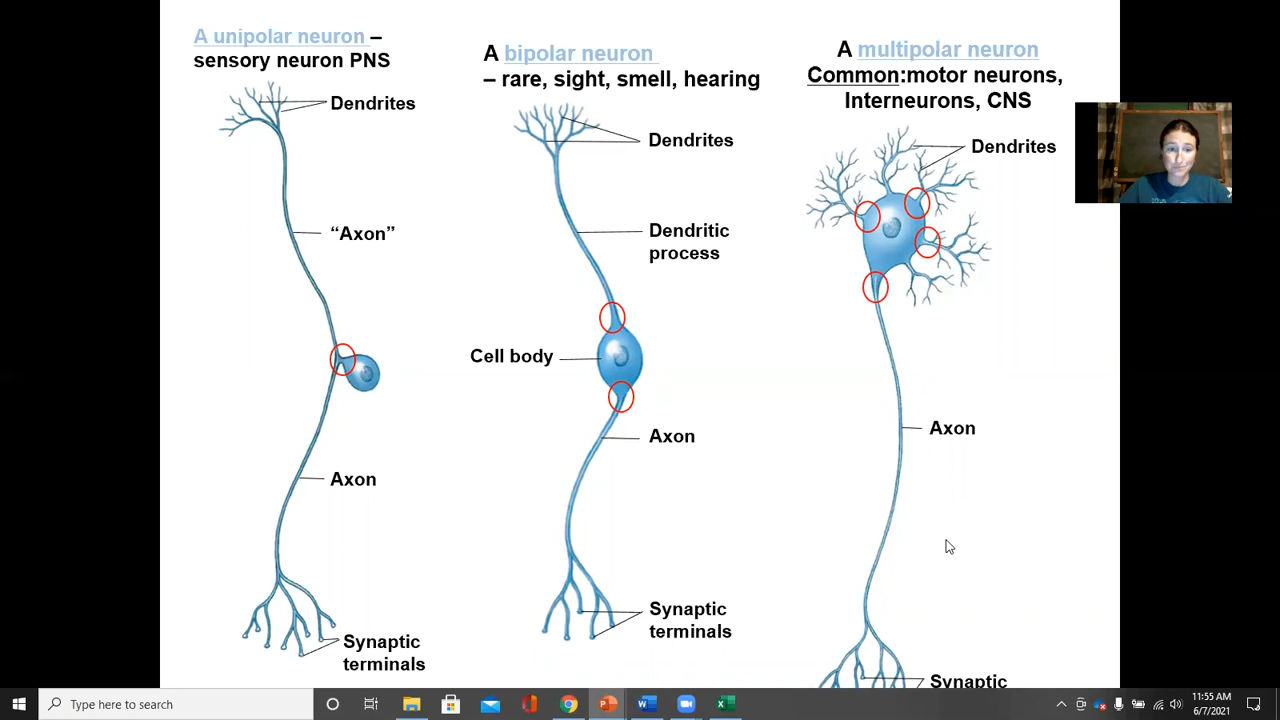 A unipolar neuron –
sensory neuron PNS
Dendrites
“Axon”
Axon
Synaptic
terminals
A bipolar neuron
– rare, sight, smell, hearing
Dendrites
Dendritic
process
Cell body
Axon
Synaptic
terminals
A multipolar neuron
Common:motor neurons,
Interneurons, CNS
Dendrites
Axon
Synaptic
Type here to search
11:55 AM
6/7/2021